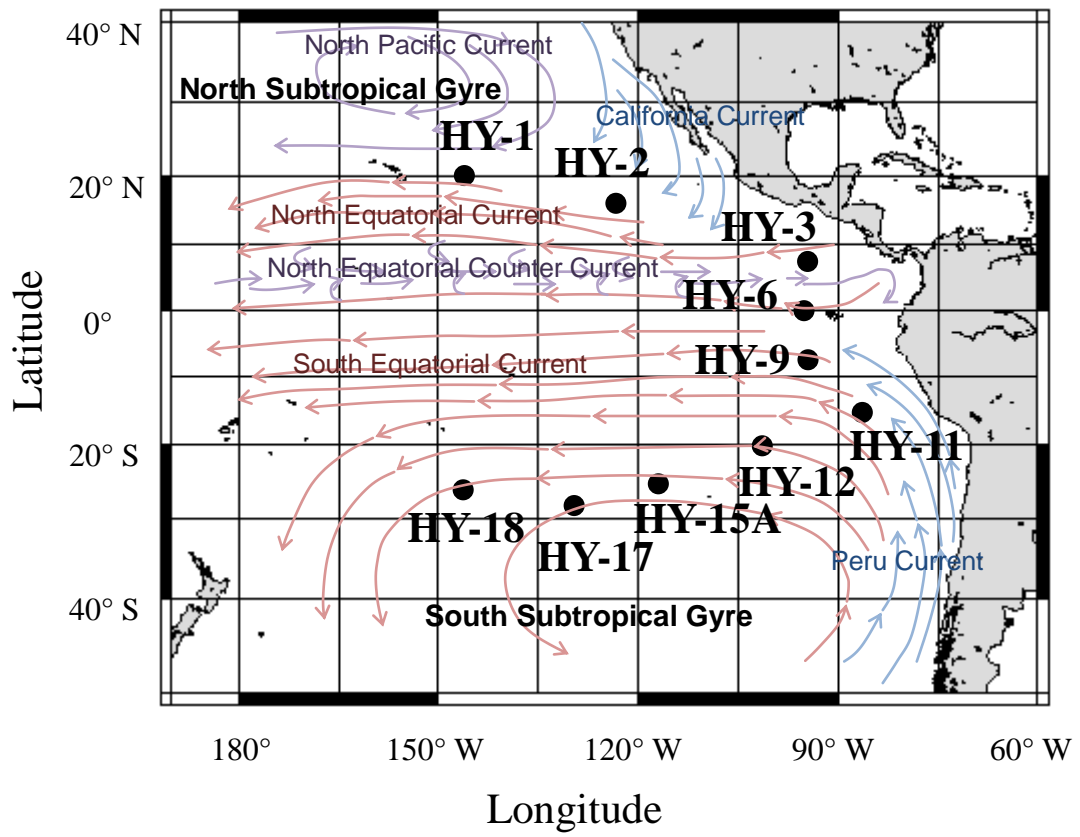 40° N
North Pacific Current
North Subtropical Gyre
California Current
HY-1
HY-2
20° N
North Equatorial Current
HY-3
North Equatorial Counter Current
HY-6
0°
Latitude
South Equatorial Current
HY-9
20° S
HY-11
HY-12
HY-18
HY-15A
HY-17
Peru Current
40° S
South Subtropical Gyre
180°
150° W
120° W
90° W
60° W
Longitude